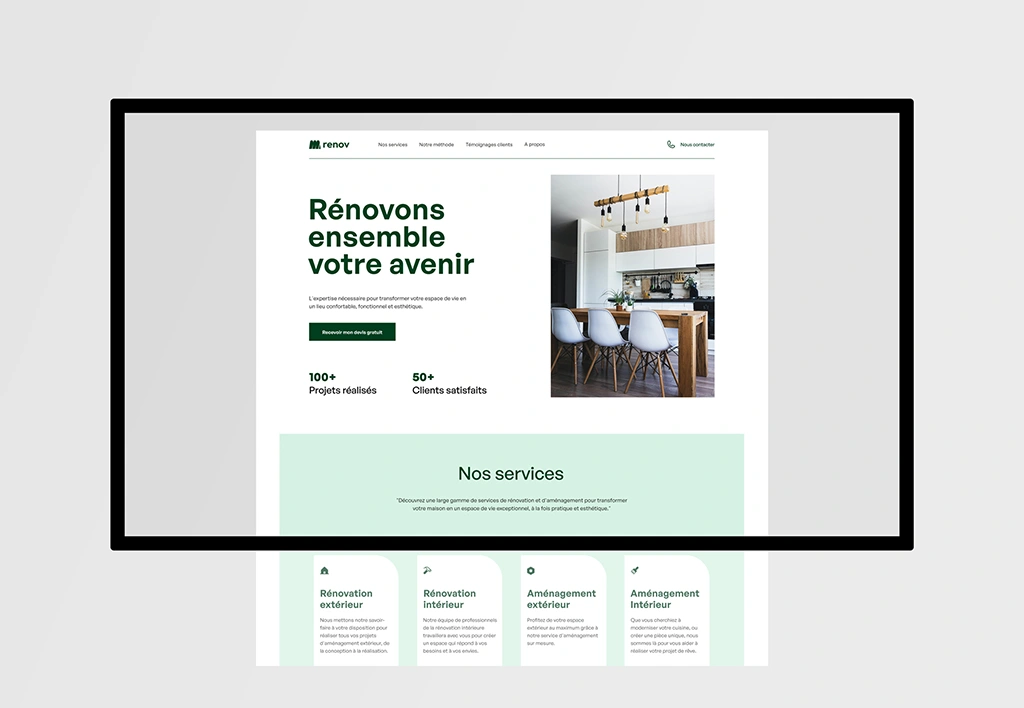 renov
Nos services
Notre méthode
Témoignages clients
A propos
Nous contacter
Rénovons
ensemble
votre avenir
L'expertise nécessaire pour transformer votre espace de vie en
un lieu confortable, fonctionnel et esthétique.
Recevoir mon devis gratuit
100+
Projets réalisés
50+
Clients satisfaits
Nos services
"Découvrez une large gamme de services de rénovation et d'aménagement pour transformer
votre maison en un espace de vie exceptionnel, à la fois pratique et esthétique."
Rénovation
extérieur
Nous mettons notre savoir-
faire à votre disposition pour
réaliser tous vos projets
d'aménagement extérieur, de
la conception à la réalisation.
Rénovation
intérieur
Notre équipe de professionnels
de la rénovation intérieure
travaillera avec vous pour créer
un espace qui répond à vos
besoins et à vos envies.
Aménagement
extérieur
Profitez de votre espace
extérieur au maximum grâce à
notre service d'aménagement
sur mesure.
Aménagement
Intérieur
Que vous cherchiez à
moderniser votre cuisine, ou
créer une pièce unique, nous
sommes là pour vous aider à
réaliser votre projet de rêve.